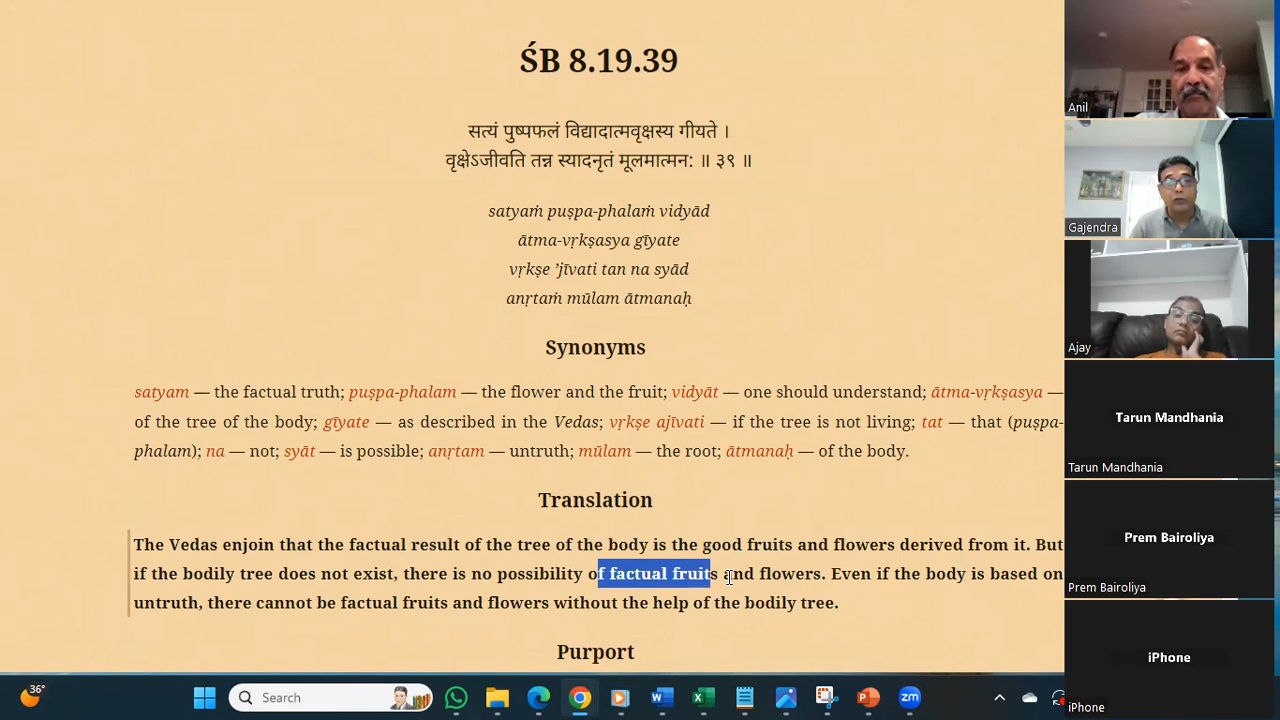 ŚB 8.19.39
सत्यं पुष्पफलं विद्यादात्मवृक्षस्य गीयते ।
वृक्षेऽजीवति तन्न स्यादनृतं मूलमात्मन: ॥ ३९ ॥
satyaṁ puṣpa-phalaṁ vidyād
ātma-vṛkṣasya gīyate
vṛkṣe ’jīvati tan na syād
anṛtaṁ mūlam ātmanaḥ
Synonyms
satyam — the factual truth; puṣpa-phalam — the flower and the fruit; vidyāt — one should understand; ātma-vṛkṣasya —
of the tree of the body; gīyate — as described in the Vedas; vṛkṣe ajīvati — if the tree is not living; tat — that (puṣpa-
phalam); na — not; syāt — is possible; anṛtam — untruth; mūlam — the root; ātmanaḥ — of the body.
Translation
The Vedas enjoin that the factual result of the tree of the body is the good fruits and flowers derived from it. But
if the bodily tree does not exist, there is no possibility of factual fruits and flowers. Even if the body is based on
untruth, there cannot be factual fruits and flowers without the help of the bodily tree.
Purport
Anil
Gajendra
Ajay
Tarun Mandhania
Tarun Mandhania
Prem Bairoliya
Prem Bairoliya
iPhone
iPhone
36°
Search
zm